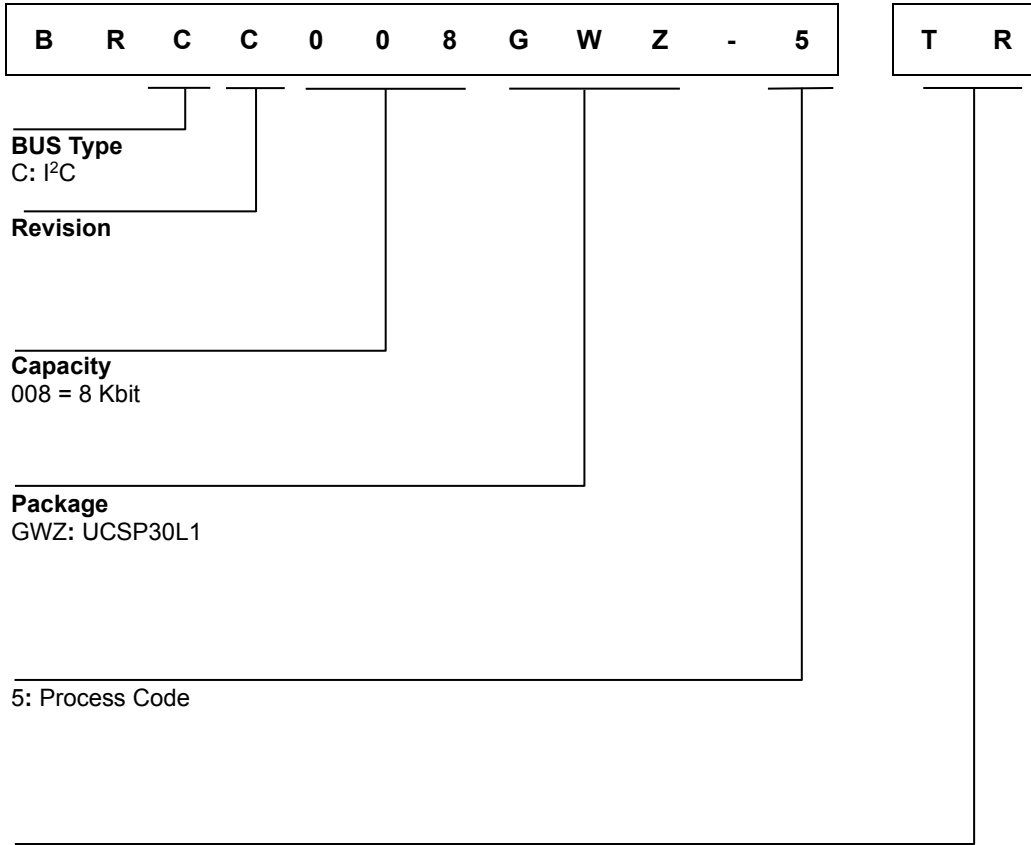 B R C C 0 0 8 G W Z - 5 T R
BUS Type
C: I²C
Revision
Capacity
008 = 8 Kbit
Package
GWZ: UCSP30L1
5: Process Code